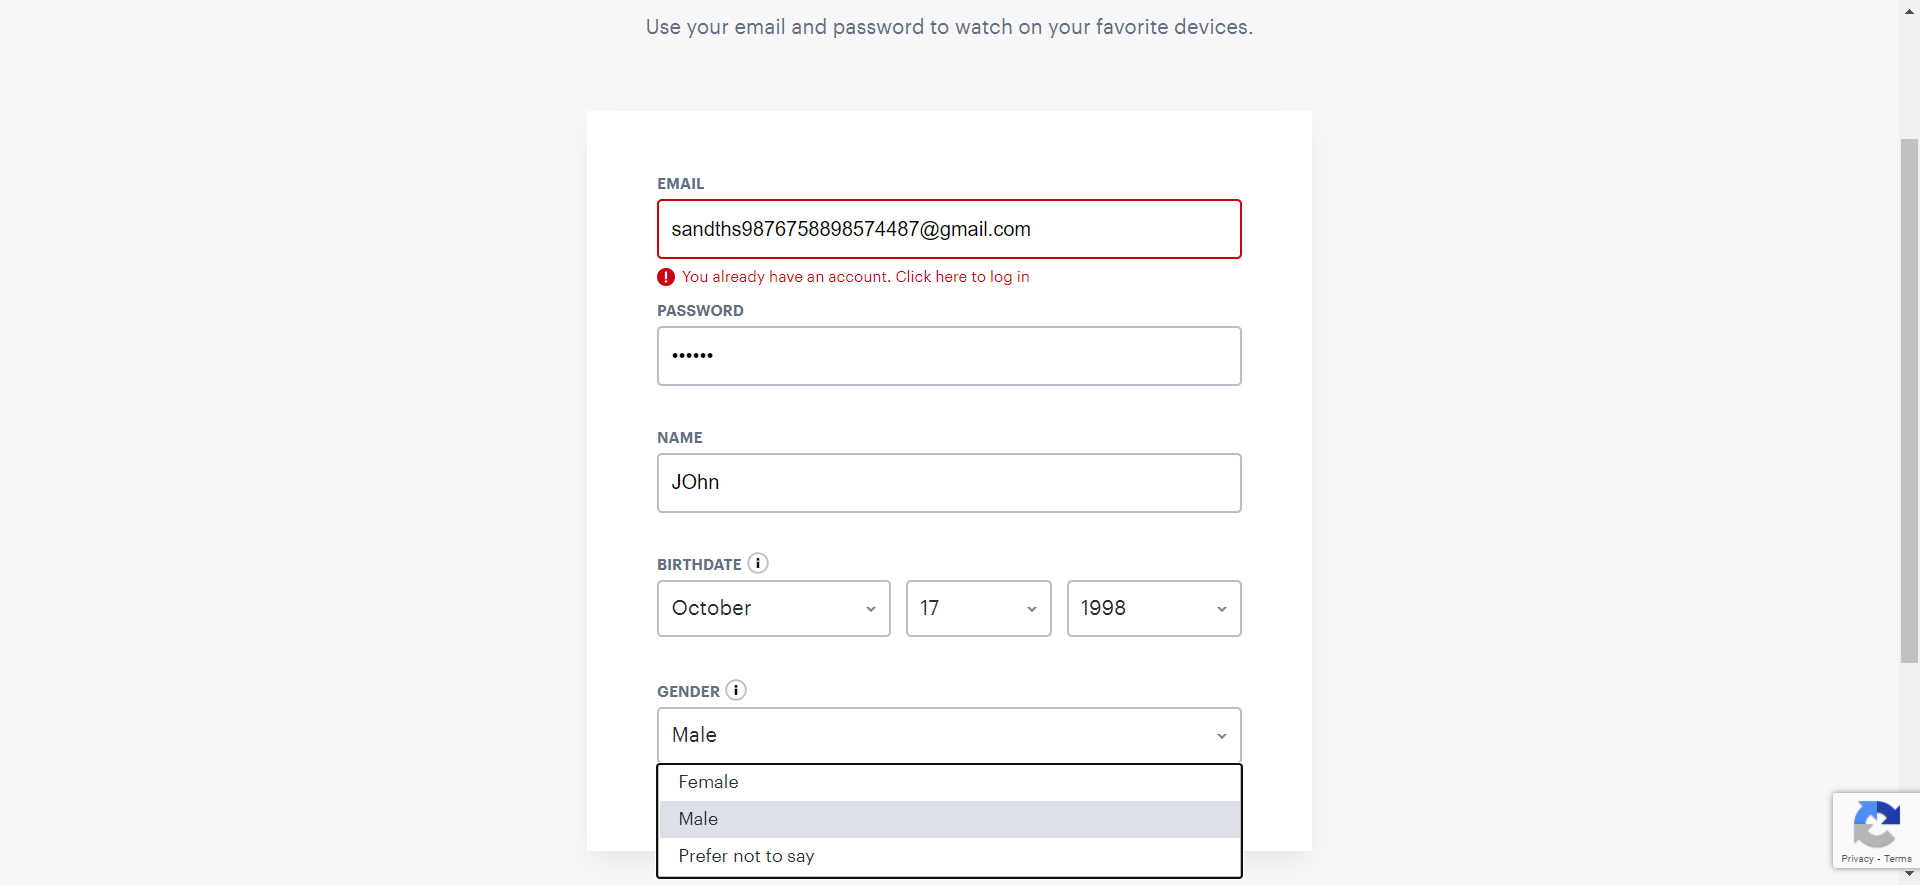 Use your email and password to watch on your favorite devices.
EMAIL
sandths9876758898574487@gmail.com
You already have an account. Click here to log in
PASSWORD
••••••
NAME
JOhn
BIRTHDATE
October 17 1998
GENDER
Male
Female
Male
Prefer not to say
Privacy - Terms